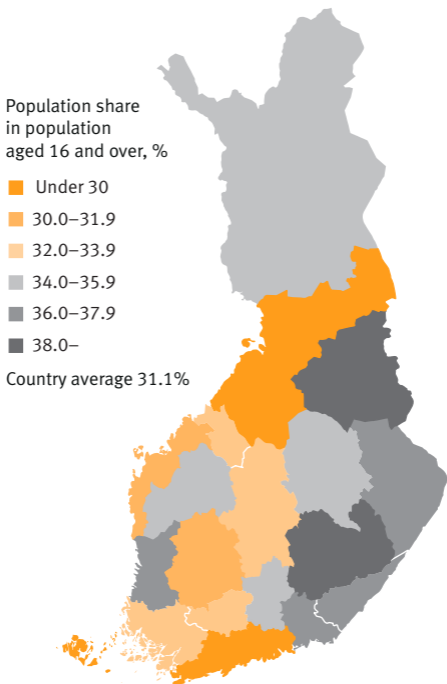 Population share
in population
aged 16 and over, %
Under 30
30.0–31.9
32.0–33.9
34.0–35.9
36.0–37.9
38.0–
Country average 31.1%